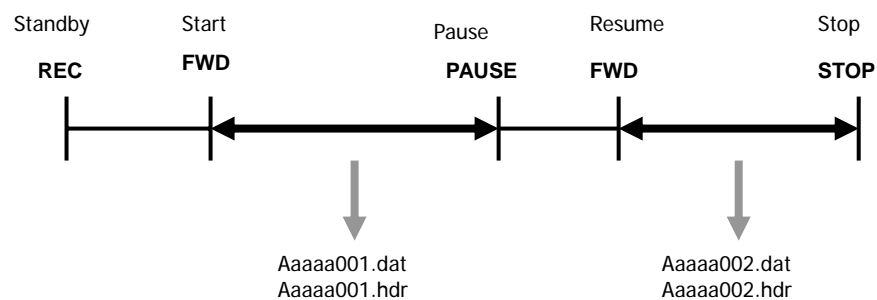 Standby Start Pause Resume Stop
REC FWD PAUSE FWD STOP
Aaaaa001.dat Aaaaa002.dat
Aaaaa001.hdr Aaaaa002.hdr